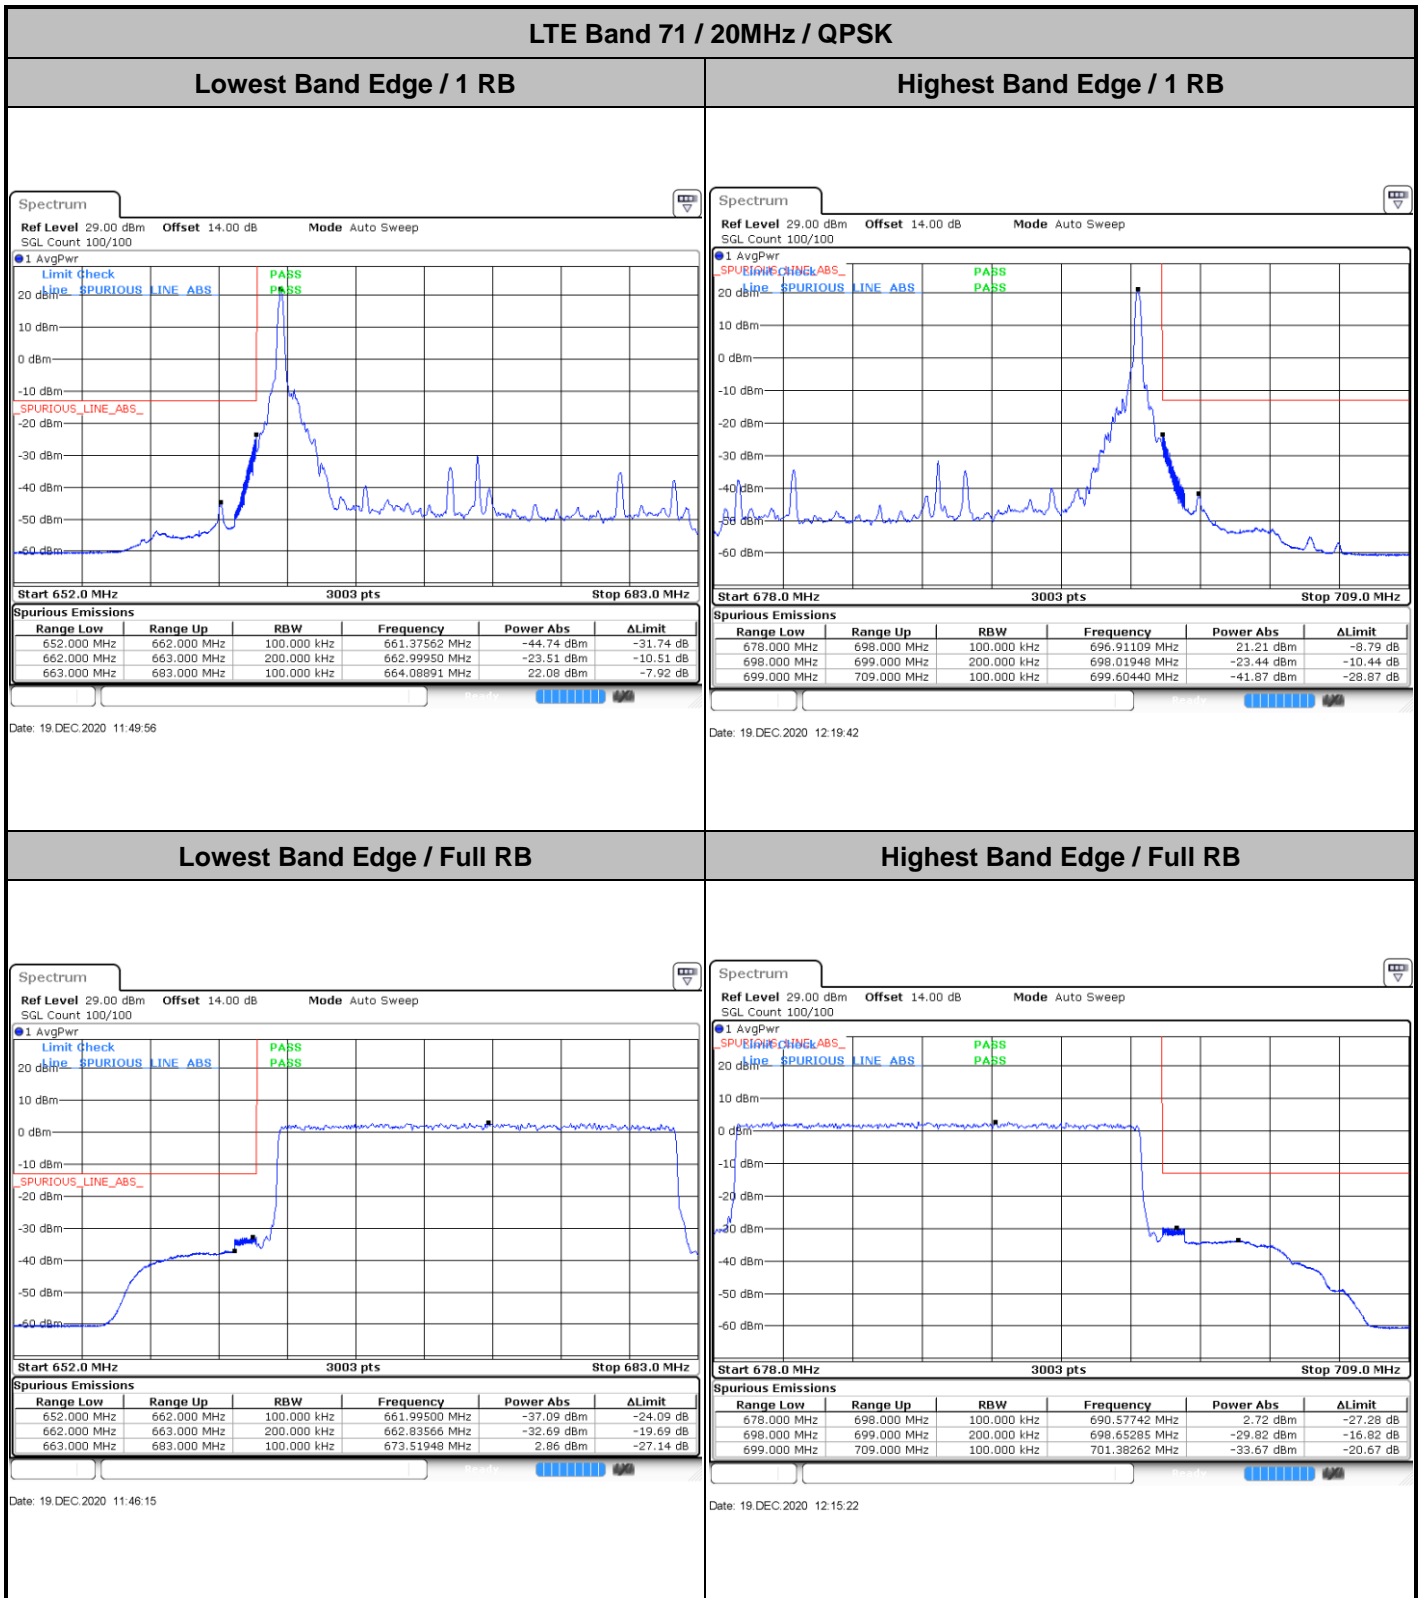 LTE Band 71 / 20MHz / QPSK
Lowest Band Edge / 1 RB
Highest Band Edge / 1 RB
Spectrum
Ref Level 29.00 dBm Offset 14.00 dB Mode Auto Sweep
SGL Count 100/100
1 AvgPwr
Limit Check PASS
Line _SPURIOUS_LINE_ABS_ PASS
20 dBm
10 dBm
0 dBm
-10 dBm
_SPURIOUS_LINE_ABS_
-20 dBm
-30 dBm
-40 dBm
-50 dBm
-60 dBm
Start 652.0 MHz 3003 pts Stop 683.0 MHz
Spurious Emissions
Range Low Range Up RBW Frequency Power Abs ΔLimit
652.000 MHz 662.000 MHz 100.000 kHz 661.37562 MHz -44.74 dBm -31.74 dB
662.000 MHz 663.000 MHz 200.000 kHz 662.99950 MHz -23.51 dBm -10.51 dB
663.000 MHz 683.000 MHz 100.000 kHz 664.08891 MHz 22.08 dBm -7.92 dB
Ready
Date: 19.DEC.2020 11:49:56
Spectrum
Ref Level 29.00 dBm Offset 14.00 dB Mode Auto Sweep
SGL Count 100/100
1 AvgPwr
_SPURIOUS_LINE_ABS_
Limit Check PASS
Line _SPURIOUS_LINE_ABS_ PASS
20 dBm
10 dBm
0 dBm
-10 dBm
-20 dBm
-30 dBm
-40 dBm
-50 dBm
-60 dBm
Start 678.0 MHz 3003 pts Stop 709.0 MHz
Spurious Emissions
Range Low Range Up RBW Frequency Power Abs ΔLimit
678.000 MHz 698.000 MHz 100.000 kHz 696.91109 MHz 21.21 dBm -8.79 dB
698.000 MHz 699.000 MHz 200.000 kHz 698.01948 MHz -23.44 dBm -10.44 dB
699.000 MHz 709.000 MHz 100.000 kHz 699.60440 MHz -41.87 dBm -28.87 dB
Ready
Date: 19.DEC.2020 12:19:42
Lowest Band Edge / Full RB
Highest Band Edge / Full RB
Spectrum
Ref Level 29.00 dBm Offset 14.00 dB Mode Auto Sweep
SGL Count 100/100
1 AvgPwr
Limit Check PASS
Line _SPURIOUS_LINE_ABS_ PASS
20 dBm
10 dBm
0 dBm
-10 dBm
_SPURIOUS_LINE_ABS_
-20 dBm
-30 dBm
-40 dBm
-50 dBm
-60 dBm
Start 652.0 MHz 3003 pts Stop 683.0 MHz
Spurious Emissions
Range Low Range Up RBW Frequency Power Abs ΔLimit
652.000 MHz 662.000 MHz 100.000 kHz 661.99500 MHz -37.09 dBm -24.09 dB
662.000 MHz 663.000 MHz 200.000 kHz 662.83566 MHz -32.69 dBm -19.69 dB
663.000 MHz 683.000 MHz 100.000 kHz 673.51948 MHz 2.86 dBm -27.14 dB
Ready
Date: 19.DEC.2020 11:46:15
Spectrum
Ref Level 29.00 dBm Offset 14.00 dB Mode Auto Sweep
SGL Count 100/100
1 AvgPwr
_SPURIOUS_LINE_ABS_
Limit Check PASS
Line _SPURIOUS_LINE_ABS_ PASS
20 dBm
10 dBm
0 dBm
-10 dBm
-20 dBm
-30 dBm
-40 dBm
-50 dBm
-60 dBm
Start 678.0 MHz 3003 pts Stop 709.0 MHz
Spurious Emissions
Range Low Range Up RBW Frequency Power Abs ΔLimit
678.000 MHz 698.000 MHz 100.000 kHz 690.57742 MHz 2.72 dBm -27.28 dB
698.000 MHz 699.000 MHz 200.000 kHz 698.65285 MHz -29.82 dBm -16.82 dB
699.000 MHz 709.000 MHz 100.000 kHz 701.38262 MHz -33.67 dBm -20.67 dB
Ready
Date: 19.DEC.2020 12:15:22